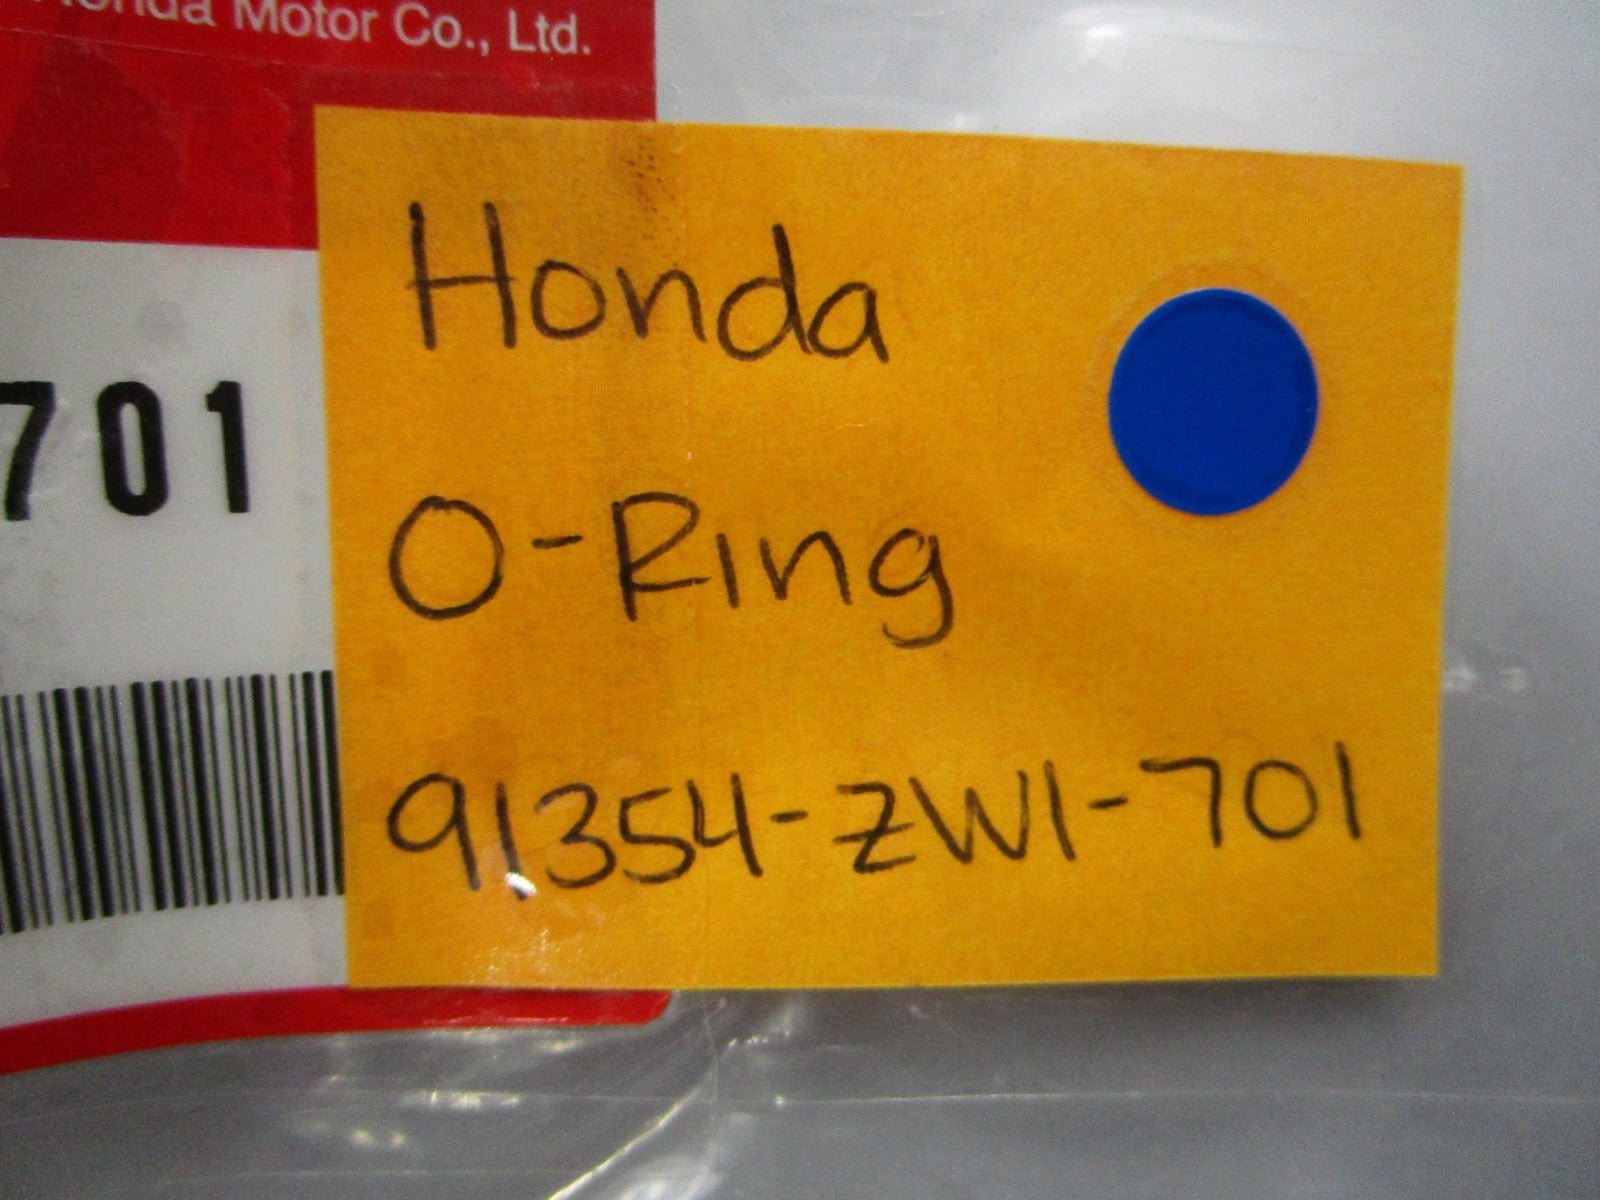 Honda Motor Co., Ltd.
701
Honda
O-Ring
91354-ZW1-701